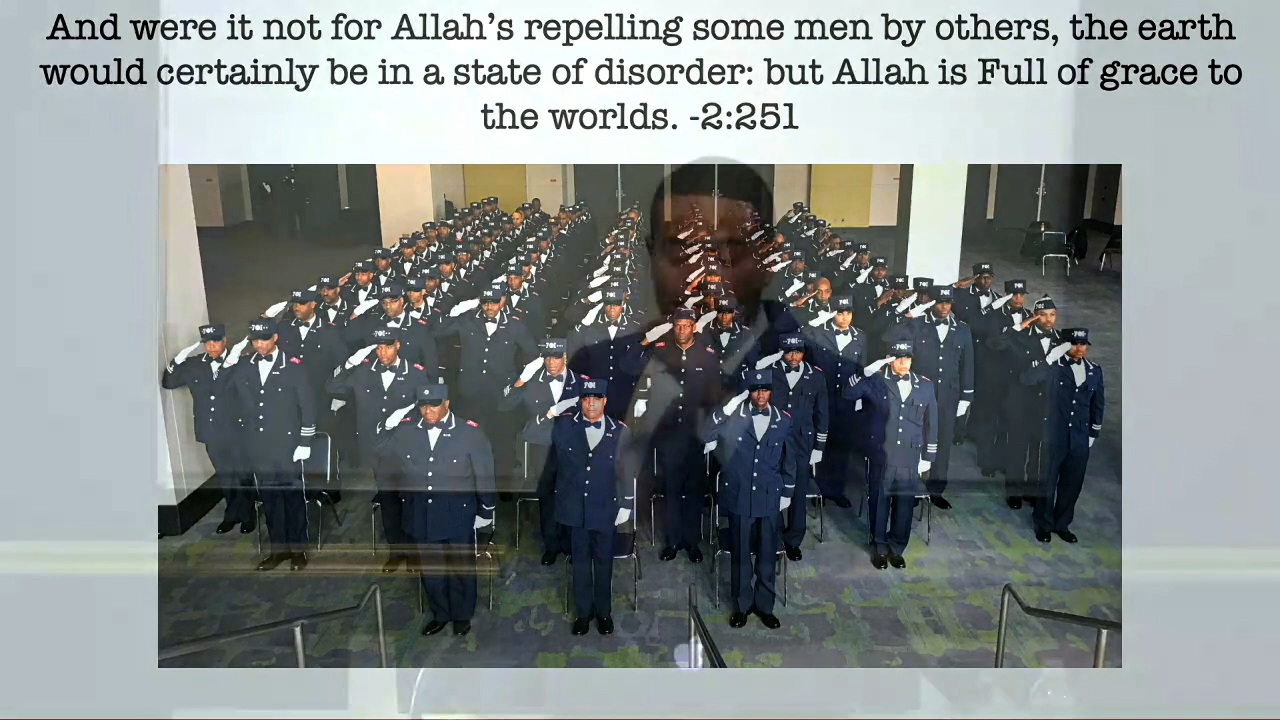 And were it not for Allah’s repelling some men by others, the earth
would certainly be in a state of disorder: but Allah is Full of grace to
the worlds. -2:251
FOI